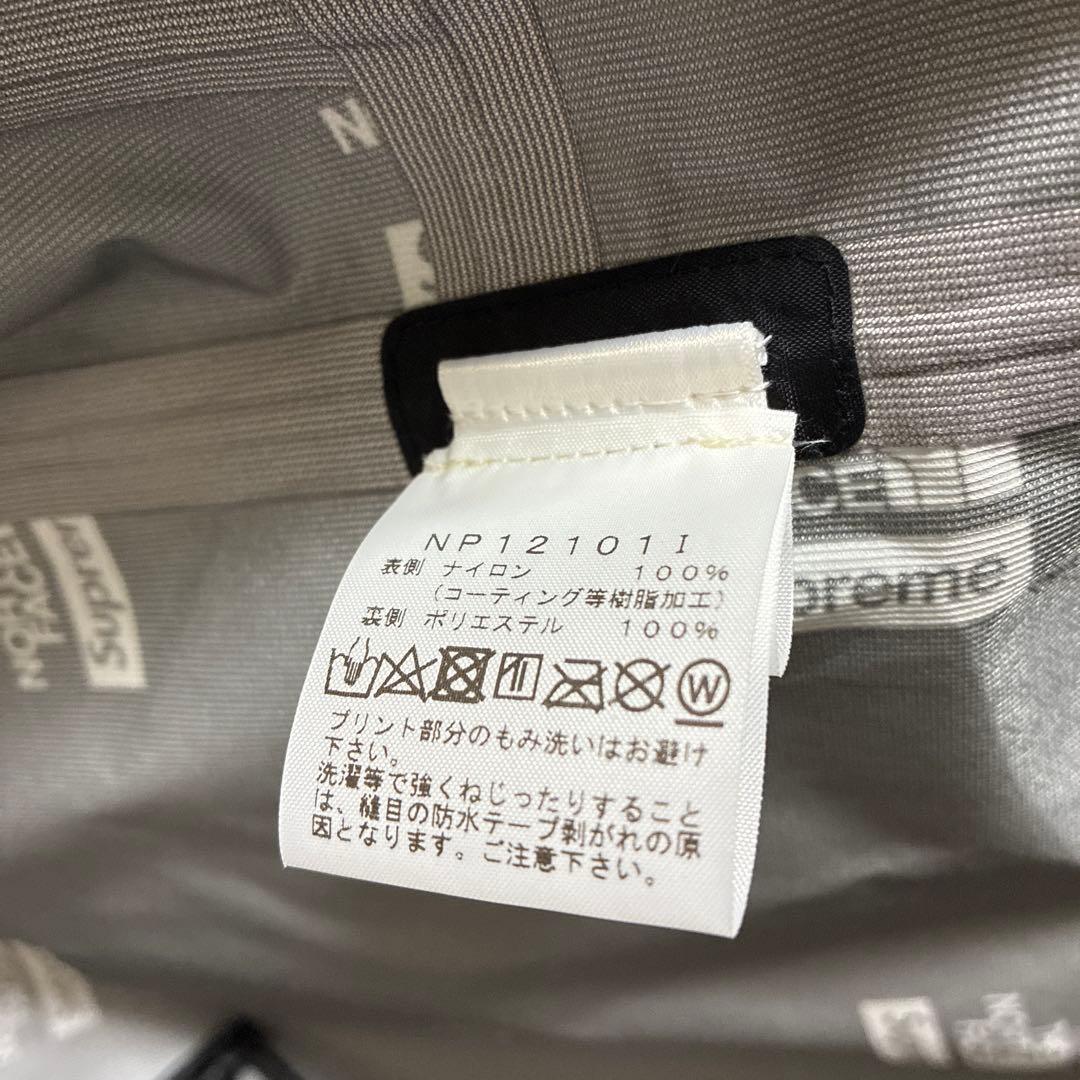 N
NP12101I
表側 ナイロン 100%
(コーティング等樹脂加工)
裏側 ポリエステル 100%
W
プリント部分のもみ洗いはお避け
下さい。
洗濯等で強くねじったりすること
は、縫目の防水テープ剥がれの原
因となります。ご注意下さい。
NORTH
FACE
Supreme
preme